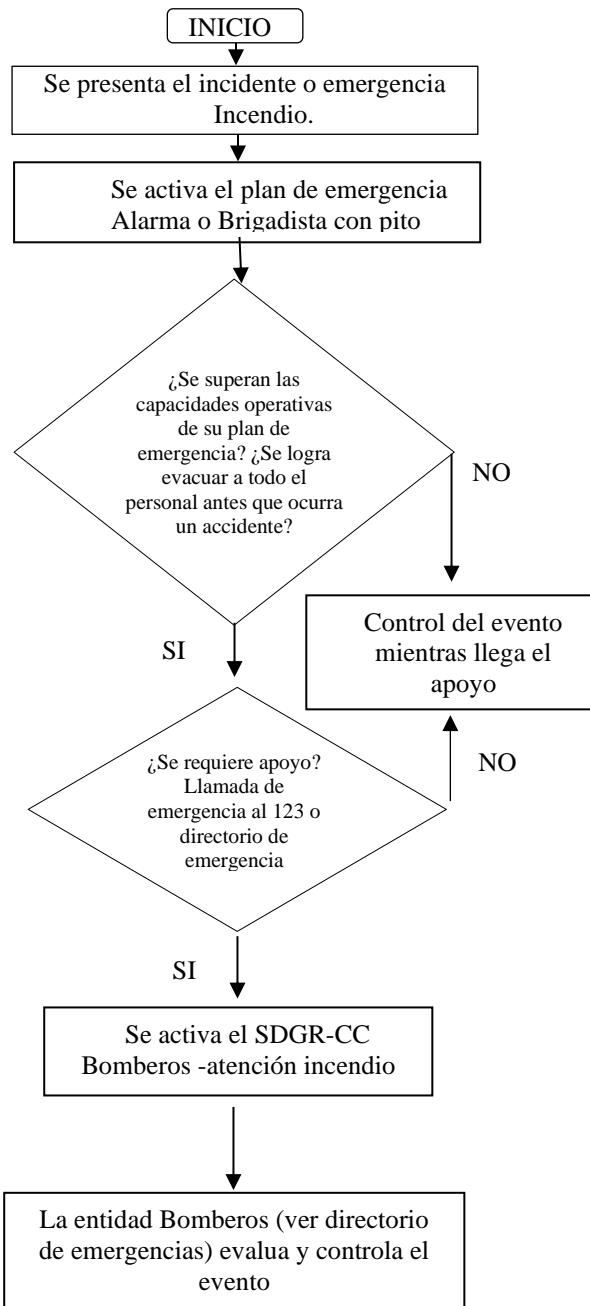 INICIO
Se presenta el incidente o emergencia
Incendio.
Se activa el plan de emergencia
Alarma o Brigadista con pito
¿Se superan las
capacidades operativas
de su plan de
emergencia? ¿Se logra
evacuar a todo el
personal antes que ocurra
un accidente?
NO
Control del evento
mientras llega el
apoyo
SI
¿Se requiere apoyo?
Llamada de
emergencia al 123 o
directorio de
emergencia
NO
SI
Se activa el SDGR-CC
Bomberos -atención incendio
La entidad Bomberos (ver directorio
de emergencias) evalua y controla el
evento